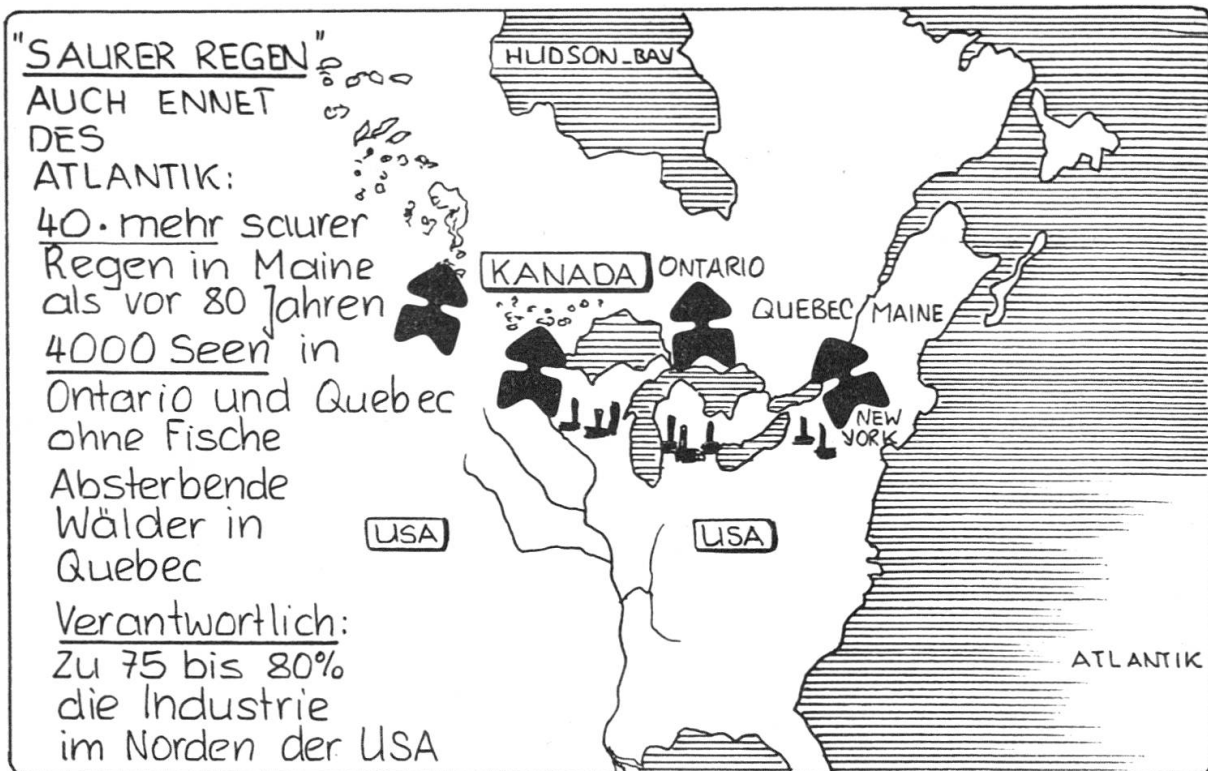 "SAURER REGEN"
AUCH ENNET
DES
ATLANTIK:
40·mehr saurer
Regen in Maine
als vor 80 Jahren
4000 Seen in
Ontario und Quebec
ohne Fische
Absterbende
Wälder in
Quebec
Verantwortlich:
Zu 75 bis 80%
die Industrie
im Norden der USA
HUDSON-BAY
KANADA
ONTARIO
QUEBEC
MAINE
NEW
YORK
USA
USA
ATLANTIK